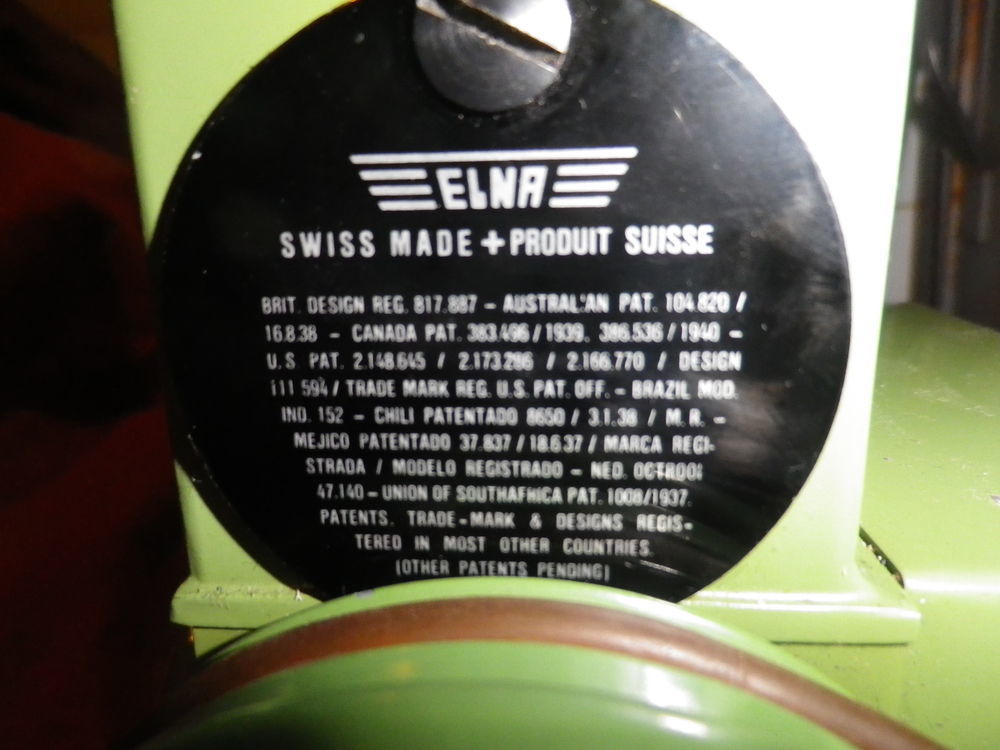 ELNA
SWISS MADE + PRODUIT SUISSE
BRIT. DESIGN REG. 817.887 – AUSTRAL'AN PAT. 104.820 /
16.8.38 – CANADA PAT. 383.496 / 1939. 386.536 / 1940 –
U.S. PAT. 2.148.645 / 2.173.286 / 2.166.770 / DESIGN
111 594 / TRADE MARK REG. U.S. PAT. OFF. – BRAZIL MOD.
IND. 152 – CHILI PATENTADO 8650 / 3.1.38 / M. R. –
MEJICO PATENTADO 37.837 / 18.6.37 / MARCA REGI-
STRADA / MODELO REGISTRADO – NED. OCTROOI
47.140 – UNION OF SOUTHAFRICA PAT. 1008/1937.
PATENTS. TRADE-MARK & DESIGNS REGIS-
TERED IN MOST OTHER COUNTRIES.
(OTHER PATENTS PENDING)